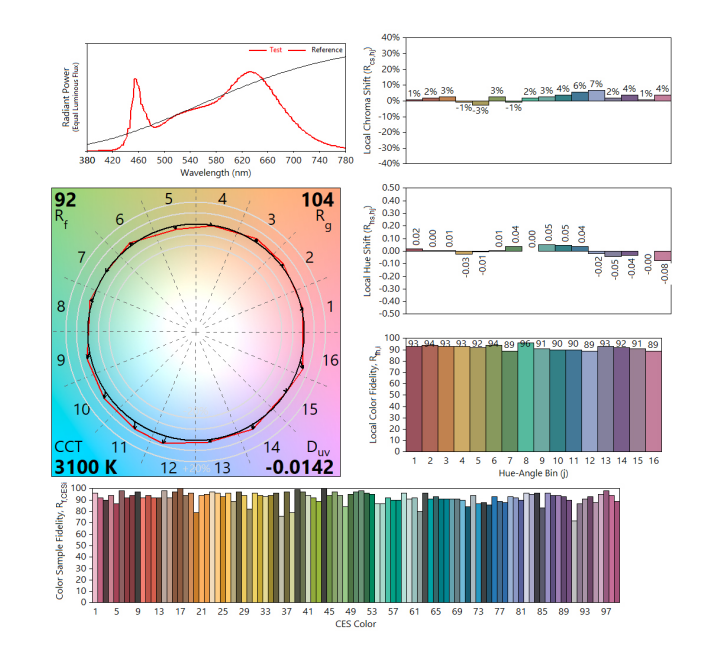 Radiant Power
(Equal Luminous Flux)
Test
Reference
380 420 460 500 540 580 620 660 700 740 780
Wavelength (nm)
Local Chroma Shift (Rcs,hj)
40%
30%
20%
10%
0%
-10%
-20%
-30%
-40%
1% 2% 3% -1% -3% 3% -1% 2% 3% 4% 6% 7% 2% 4% 1% 4%
92
Rf
104
Rg
1
2
3
4
5
6
7
8
9
10
11
12
13
14
15
16
+20%
CCT
3100 K
Duv
-0.0142
Local Hue Shift (Rhs,hj)
0.50
0.40
0.30
0.20
0.10
0.00
-0.10
-0.20
-0.30
-0.40
-0.50
0.02 0.00 0.01 -0.03 -0.01 0.01 0.04 0.00 0.05 0.05 0.04 -0.02 -0.05 -0.04 -0.00 -0.08
Local Color Fidelity, Rfh,i
100
90
80
70
60
50
40
30
20
10
0
93 94 93 93 92 94 89 96 91 90 90 89 93 92 91 89
1 2 3 4 5 6 7 8 9 10 11 12 13 14 15 16
Hue-Angle Bin (j)
Color Sample Fidelity, Rf,CESi
100
90
80
70
60
50
40
30
20
10
0
1 5 9 13 17 21 25 29 33 37 41 45 49 53 57 61 65 69 73 77 81 85 89 93 97
CES Color